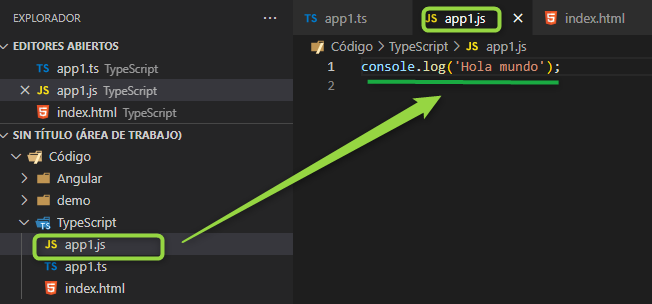 EXPLORADOR
EDITORES ABIERTOS
TS app1.ts TypeScript
JS app1.js TypeScript
index.html TypeScript
SIN TÍTULO (ÁREA DE TRABAJO)
Código
Angular
demo
TypeScript
JS app1.js
TS app1.ts
index.html
TS app1.ts
JS app1.js
index.html
Código > TypeScript > JS app1.js
1 console.log('Hola mundo');
2